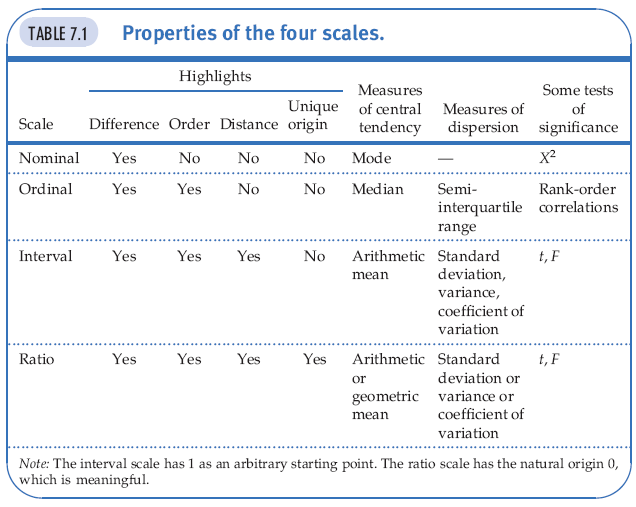 TABLE 7.1 Properties of the four scales.
Highlights
Scale Difference Order Distance Unique origin Measures of central tendency Measures of dispersion Some tests of significance
Nominal Yes No No No Mode — X²
Ordinal Yes Yes No No Median Semi-interquartile range Rank-order correlations
Interval Yes Yes Yes No Arithmetic mean Standard deviation, variance, coefficient of variation t, F
Ratio Yes Yes Yes Yes Arithmetic or geometric mean Standard deviation or variance or coefficient of variation t, F
Note: The interval scale has 1 as an arbitrary starting point. The ratio scale has the natural origin 0,
which is meaningful.